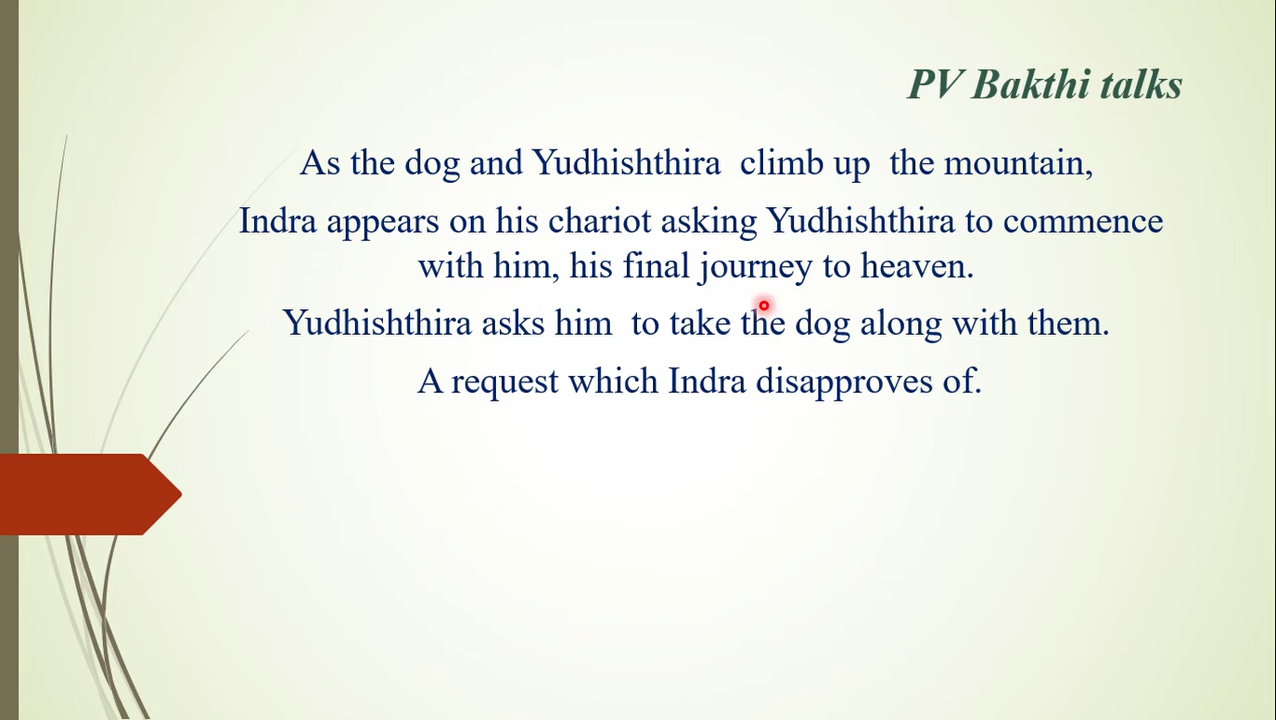 PV Bakthi talks
As the dog and Yudhishthira climb up the mountain,
Indra appears on his chariot asking Yudhishthira to commence
with him, his final journey to heaven.
Yudhishthira asks him to take the dog along with them.
A request which Indra disapproves of.